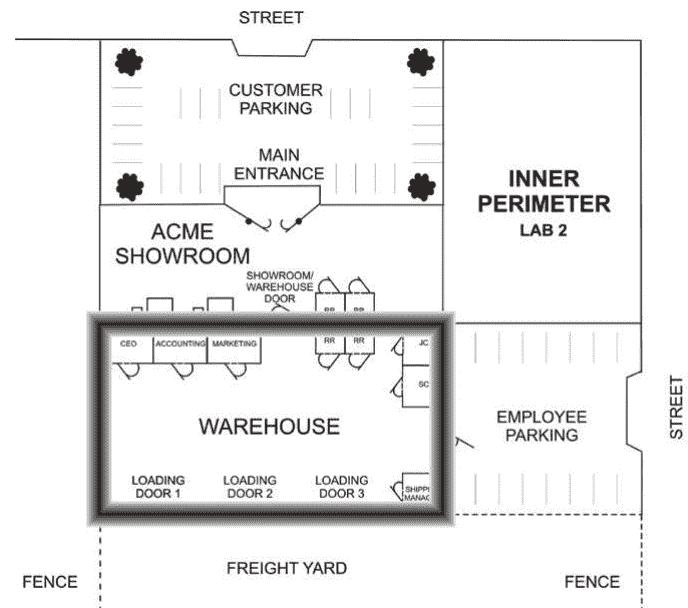 STREET
CUSTOMER
PARKING
MAIN
ENTRANCE
INNER
PERIMETER
LAB 2
ACME
SHOWROOM
SHOWROOM/
WAREHOUSE
DOOR
RR RR
CEO ACCOUNTING MARKETING
RR RR
JC
SC
WAREHOUSE
EMPLOYEE
PARKING
STREET
LOADING
DOOR 1
LOADING
DOOR 2
LOADING
DOOR 3
SHIPPI
MANAG
FREIGHT YARD
FENCE
FENCE